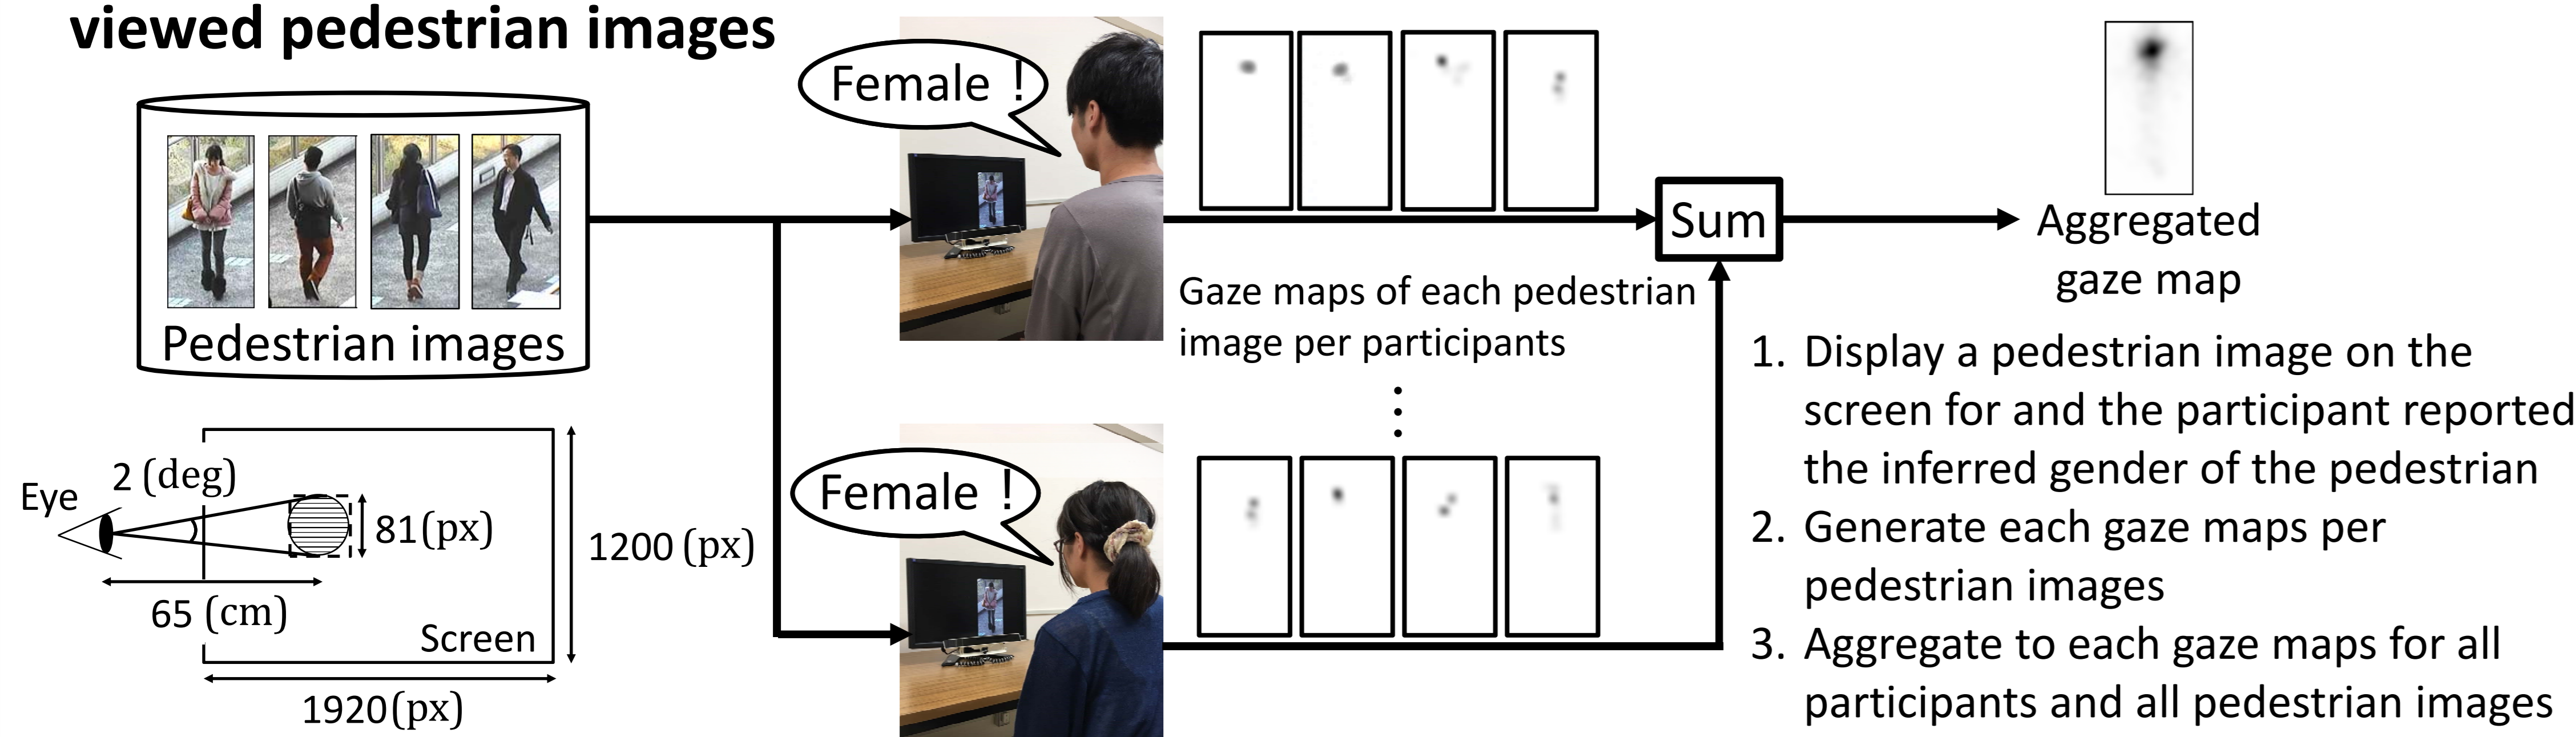 viewed pedestrian images
Pedestrian images
Female !
Gaze maps of each pedestrian
image per participants
Sum
Aggregated
gaze map
Eye
2 (deg)
81(px)
65 (cm)
Screen
1200 (px)
1920(px)
Female !
1. Display a pedestrian image on the
screen for and the participant reported
the inferred gender of the pedestrian
2. Generate each gaze maps per
pedestrian images
3. Aggregate to each gaze maps for all
participants and all pedestrian images